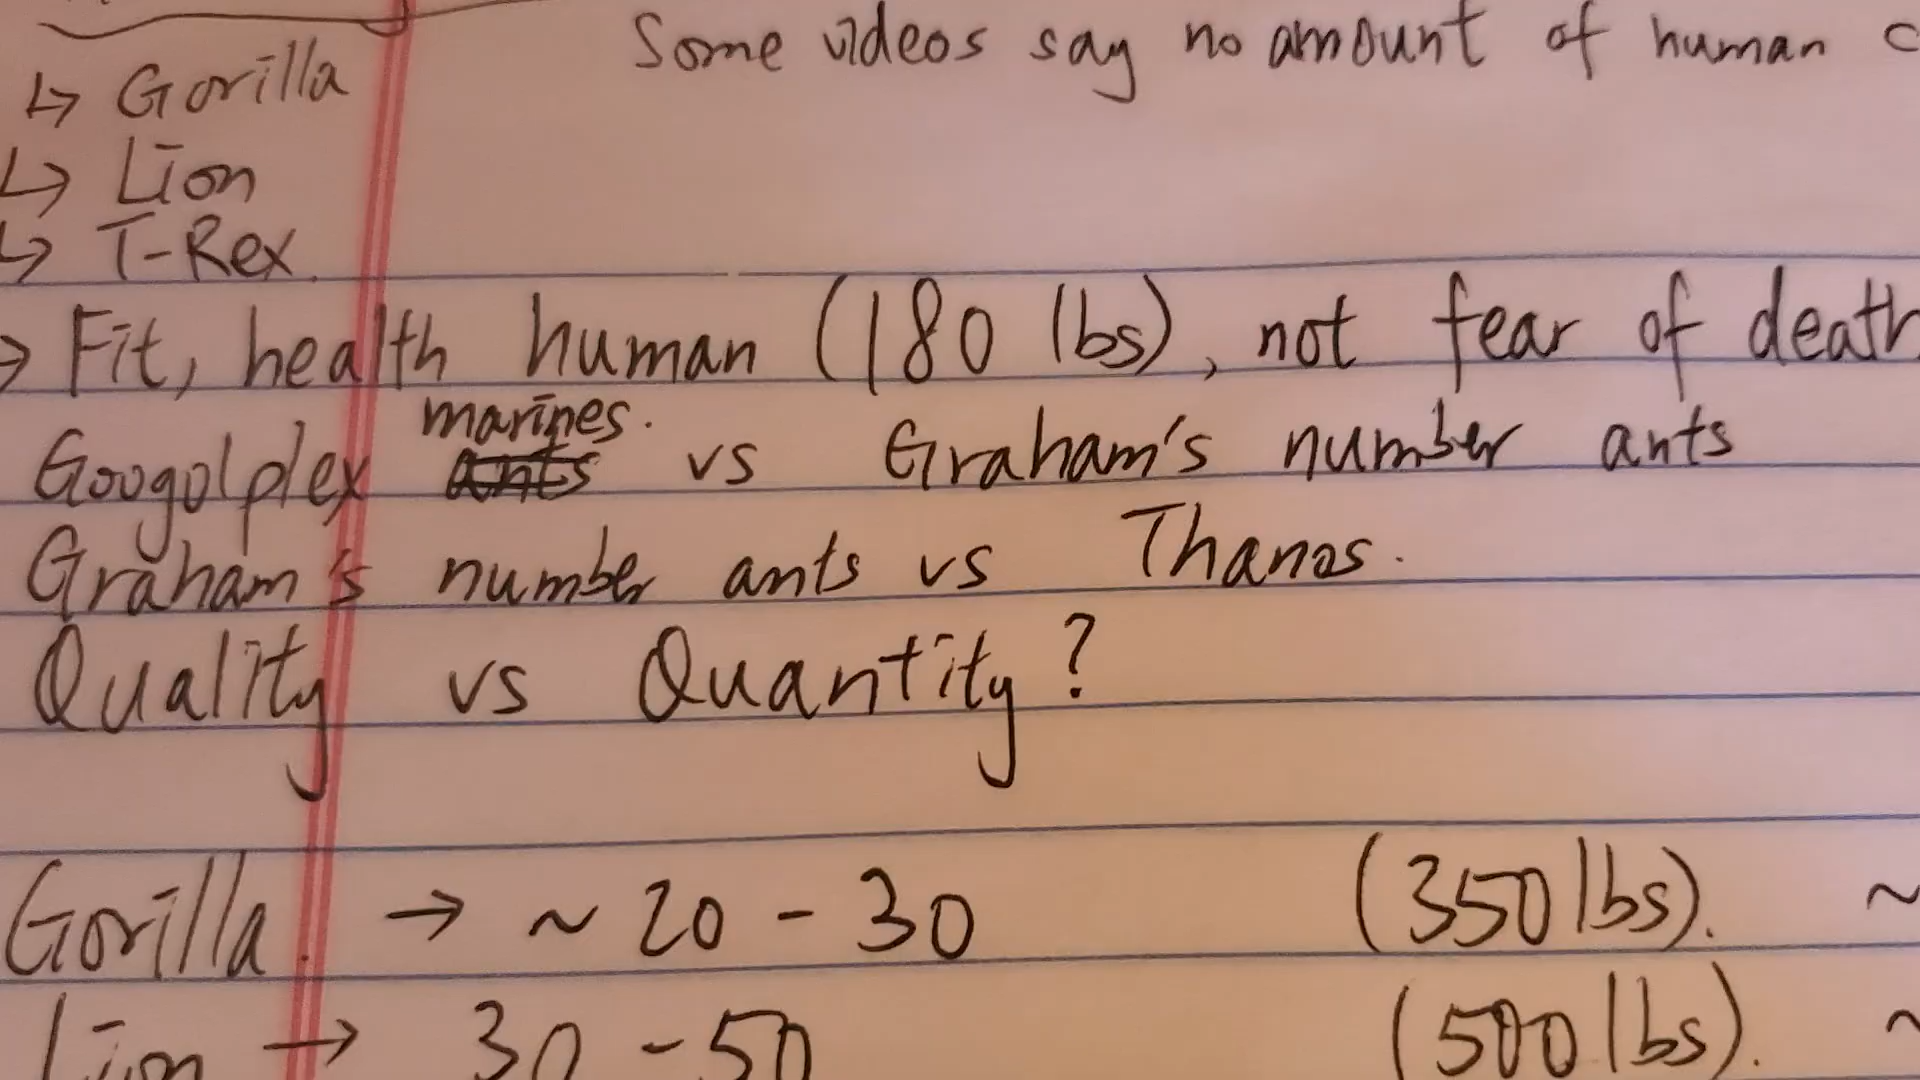 Some videos say no amount of human
↳ Gorilla
↳ Lion
↳ T-Rex.
→ Fit, health human (180 lbs), not fear of death
marines.
Googolplex ants vs Graham's number ants
Graham's number ants vs Thanos.
Quality vs Quantity?
Gorilla. → ~ 20 - 30 (350 lbs). ~
Lion → 30 - 50 (500 lbs). ~